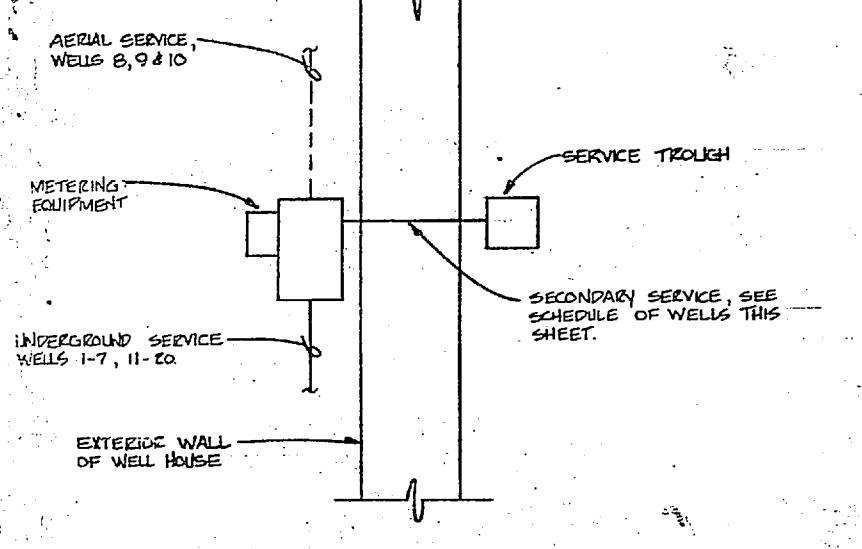 AERIAL SERVICE,
WELLS 8, 9 & 10
SERVICE TROUGH
METERING
EQUIPMENT
SECONDARY SERVICE, SEE
SCHEDULE OF WELLS THIS
SHEET.
UNDERGROUND SERVICE
WELLS 1-7, 11-20.
EXTERIOR WALL
OF WELL HOUSE